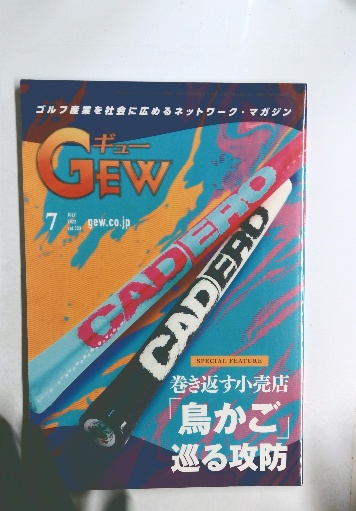 ゴルフ産業を社会に広めるネットワーク・マガジン
ギュー
GEW
7 JULY
gew.co.jp
CADERO
CADERO
SPECIAL FEATURE
巻き返す小売店
「鳥かご」
巡る攻防